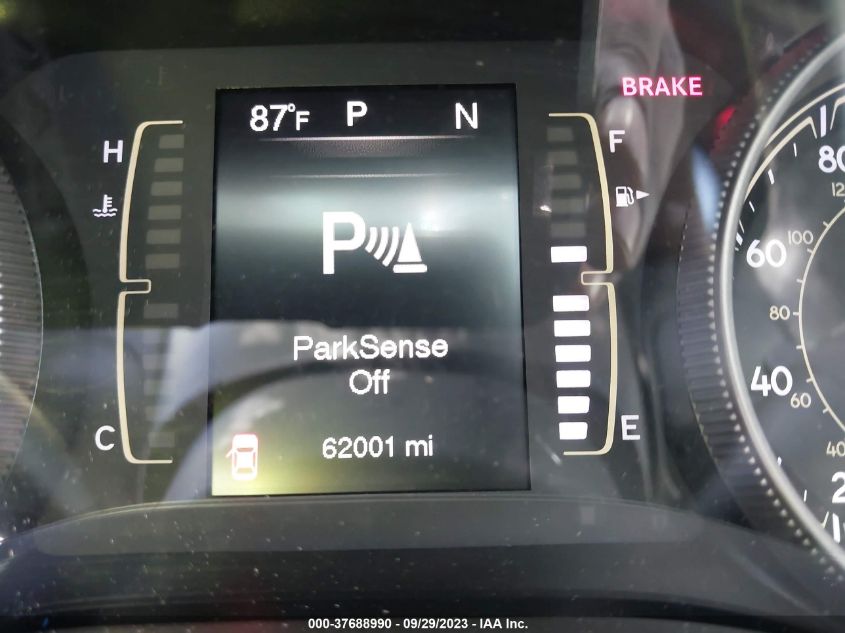 87°F P N
BRAKE
H
F
P
ParkSense
Off
C
E
62001 mi
80
60
100
80
40
60
40
000-37688990 - 09/29/2023 - IAA Inc.